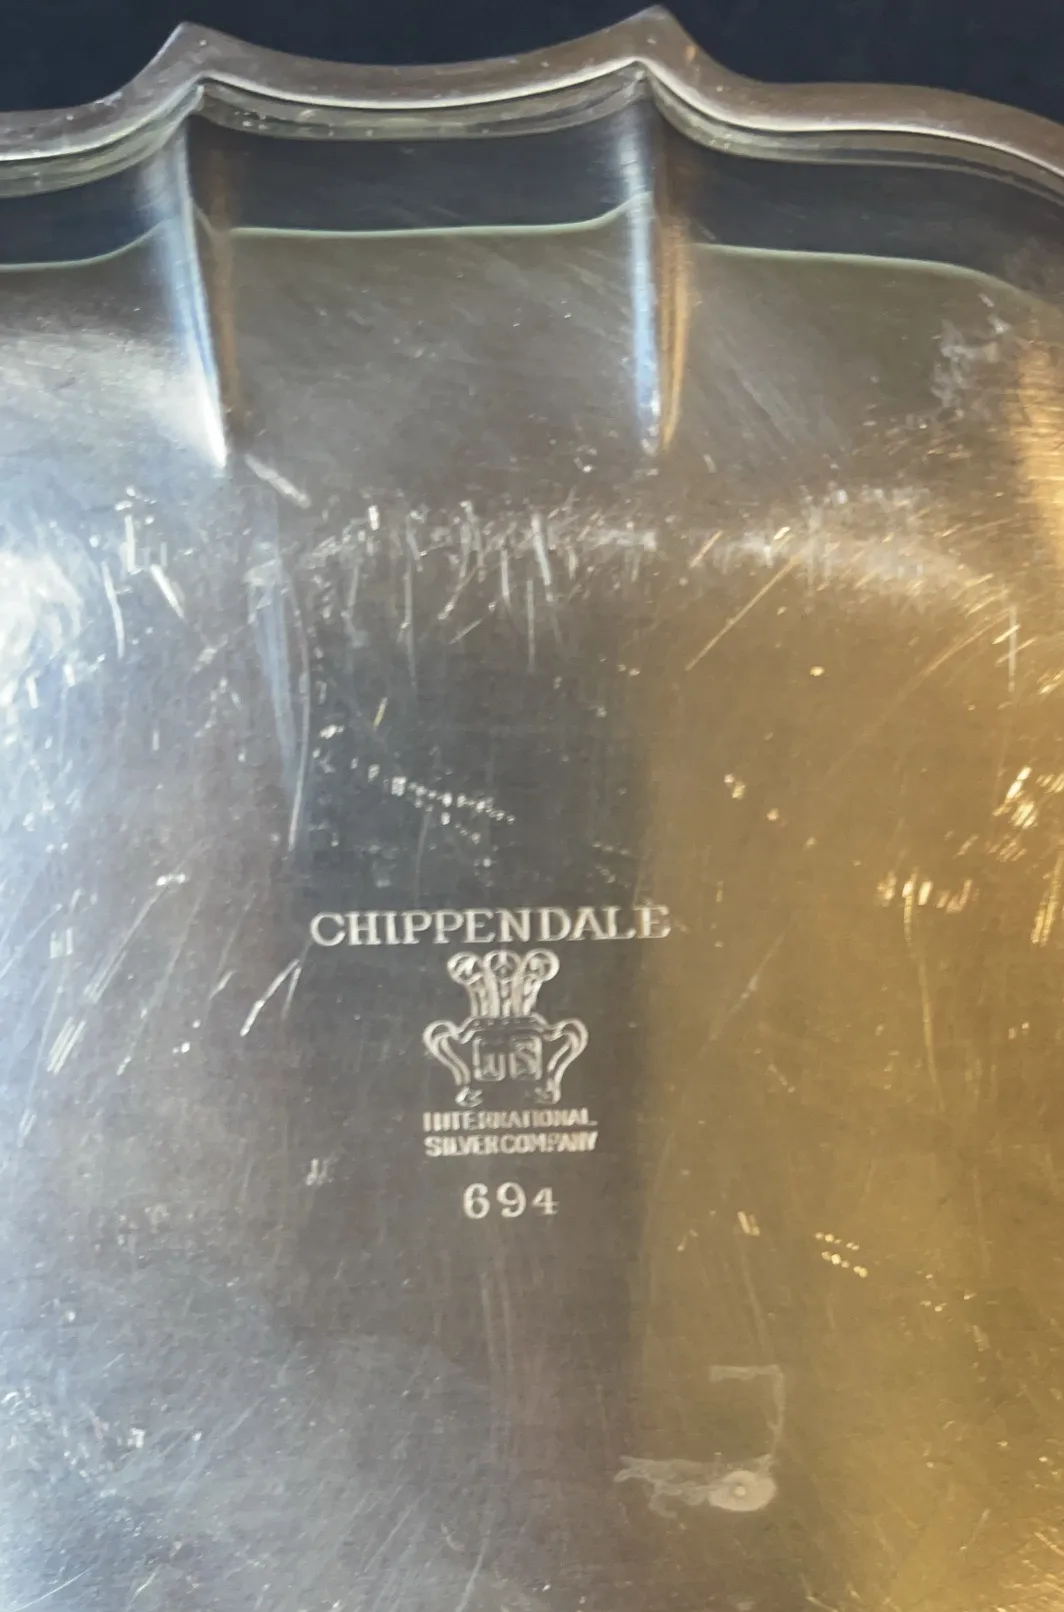 CHIPPENDALE
INTERNATIONAL
SILVER COMPANY
694